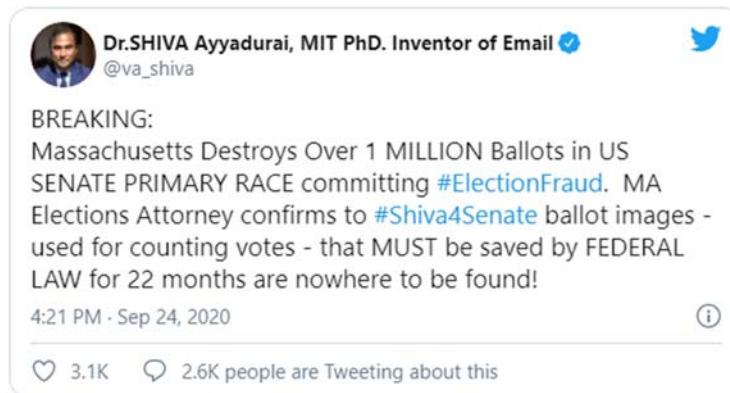 Dr.SHIVA Ayyadurai, MIT PhD. Inventor of Email
@va_shiva
BREAKING:
Massachusetts Destroys Over 1 MILLION Ballots in US
SENATE PRIMARY RACE committing #ElectionFraud.  MA
Elections Attorney confirms to #Shiva4Senate ballot images -
used for counting votes - that MUST be saved by FEDERAL
LAW for 22 months are nowhere to be found!
4:21 PM · Sep 24, 2020
3.1K 2.6K people are Tweeting about this